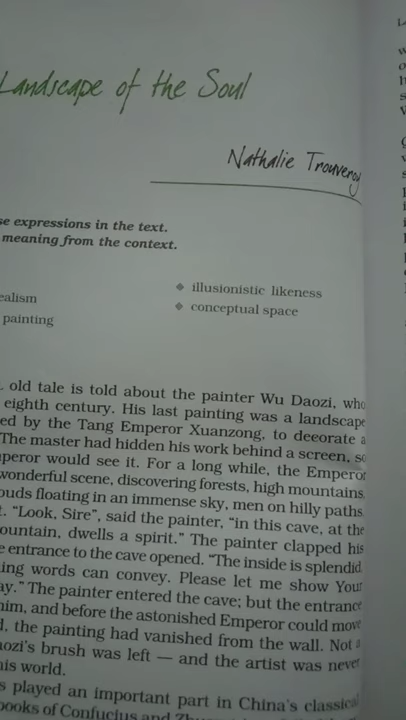 Landscape of the Soul
Nathalie Trouveroy
se expressions in the text.
meaning from the context.
illusionistic likeness
ealism
conceptual space
painting
old tale is told about the painter Wu Daozi, who
eighth century. His last painting was a landscape
ed by the Tang Emperor Xuanzong, to decorate a
The master had hidden his work behind a screen, so
peror would see it. For a long while, the Emperor
wonderful scene, discovering forests, high mountains,
ouds floating in an immense sky, men on hilly paths,
t. “Look, Sire”, said the painter, “in this cave, at the
ountain, dwells a spirit.” The painter clapped his
e entrance to the cave opened. “The inside is splendid,
ing words can convey. Please let me show Your
ay.” The painter entered the cave; but the entrance
him, and before the astonished Emperor could move
d, the painting had vanished from the wall. Not a
aozi’s brush was left — and the artist was never
his world.
s played an important part in China’s classical
books of Confucius and